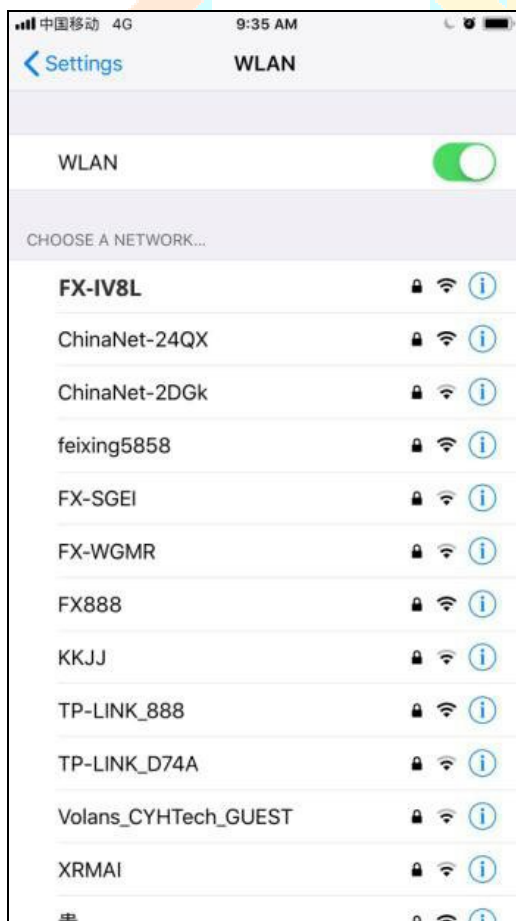 中国移动 4G 9:35 AM
Settings WLAN
WLAN
CHOOSE A NETWORK...
FX-IV8L
ChinaNet-24QX
ChinaNet-2DGk
feixing5858
FX-SGEI
FX-WGMR
FX888
KKJJ
TP-LINK_888
TP-LINK_D74A
Volans_CYHTech_GUEST
XRMAI